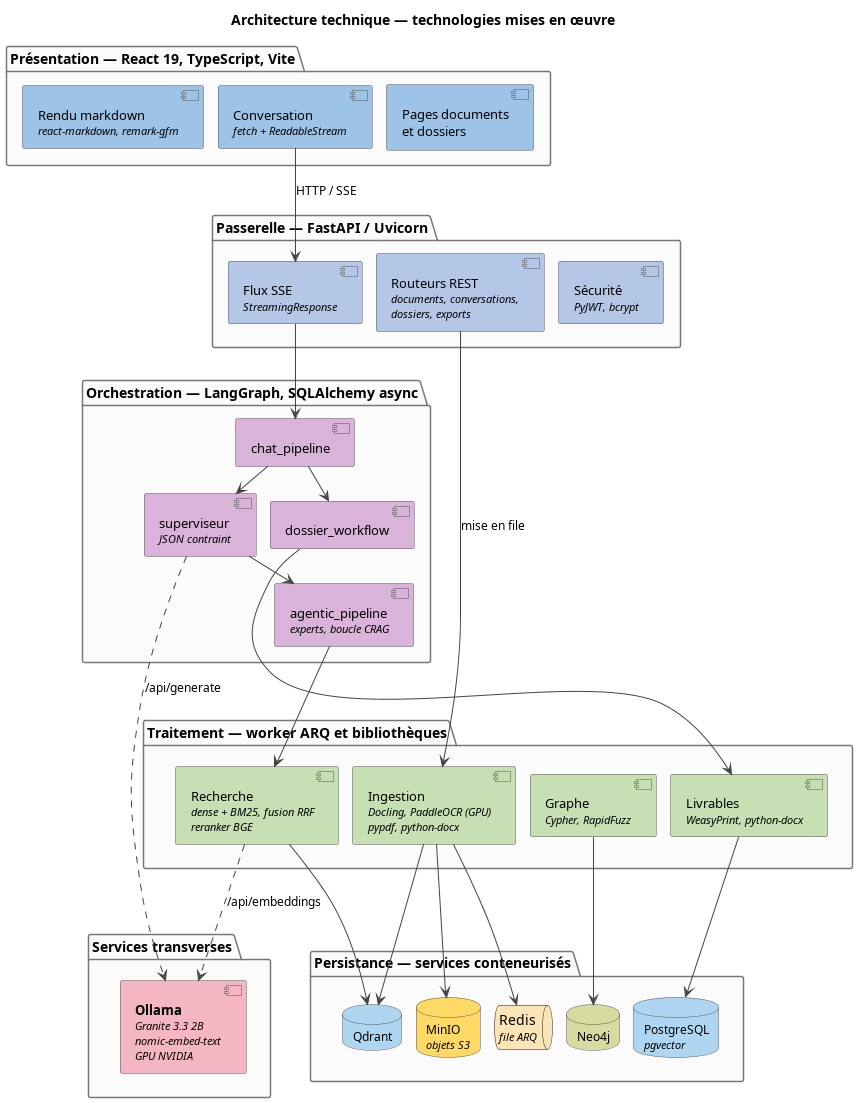 Architecture technique — technologies mises en œuvre
Présentation — React 19, TypeScript, Vite
Rendu markdown
react-markdown, remark-gfm
Conversation
fetch + ReadableStream
Pages documents
et dossiers
HTTP / SSE
Passerelle — FastAPI / Uvicorn
Flux SSE
StreamingResponse
Routeurs REST
documents, conversations,
dossiers, exports
Sécurité
PyJWT, bcrypt
Orchestration — LangGraph, SQLAlchemy async
chat_pipeline
superviseur
JSON contraint
dossier_workflow
mise en file
agentic_pipeline
experts, boucle CRAG
/api/generate
Traitement — worker ARQ et bibliothèques
Recherche
dense + BM25, fusion RRF
reranker BGE
Ingestion
Docling, PaddleOCR (GPU)
pypdf, python-docx
Graphe
Cypher, RapidFuzz
Livrables
WeasyPrint, python-docx
/api/embeddings
Services transverses
Ollama
Granite 3.3 2B
nomic-embed-text
GPU NVIDIA
Persistance — services conteneurisés
Qdrant
MinIO
objets S3
Redis
file ARQ
Neo4j
PostgreSQL
pgvector